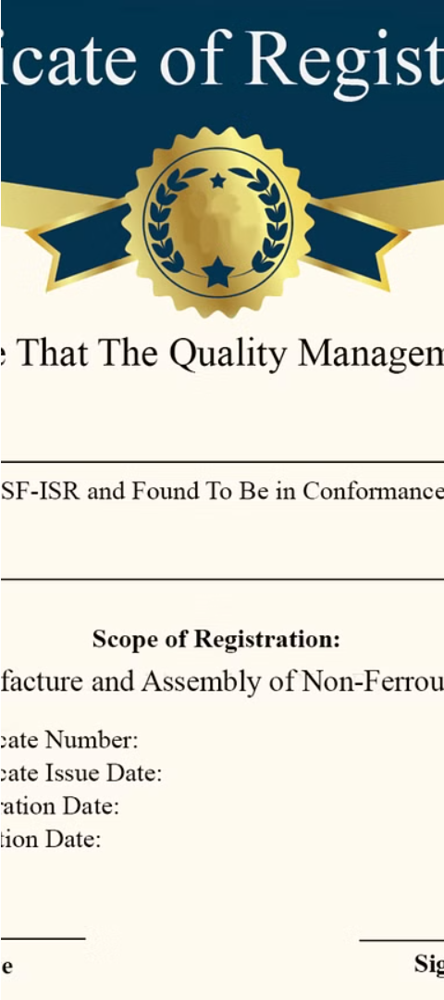 icate of Regist
e That The Quality Managem
SF-ISR and Found To Be in Conformance
Scope of Registration:
facture and Assembly of Non-Ferrou
cate Number:
cate Issue Date:
ration Date:
tion Date:
e
Sig